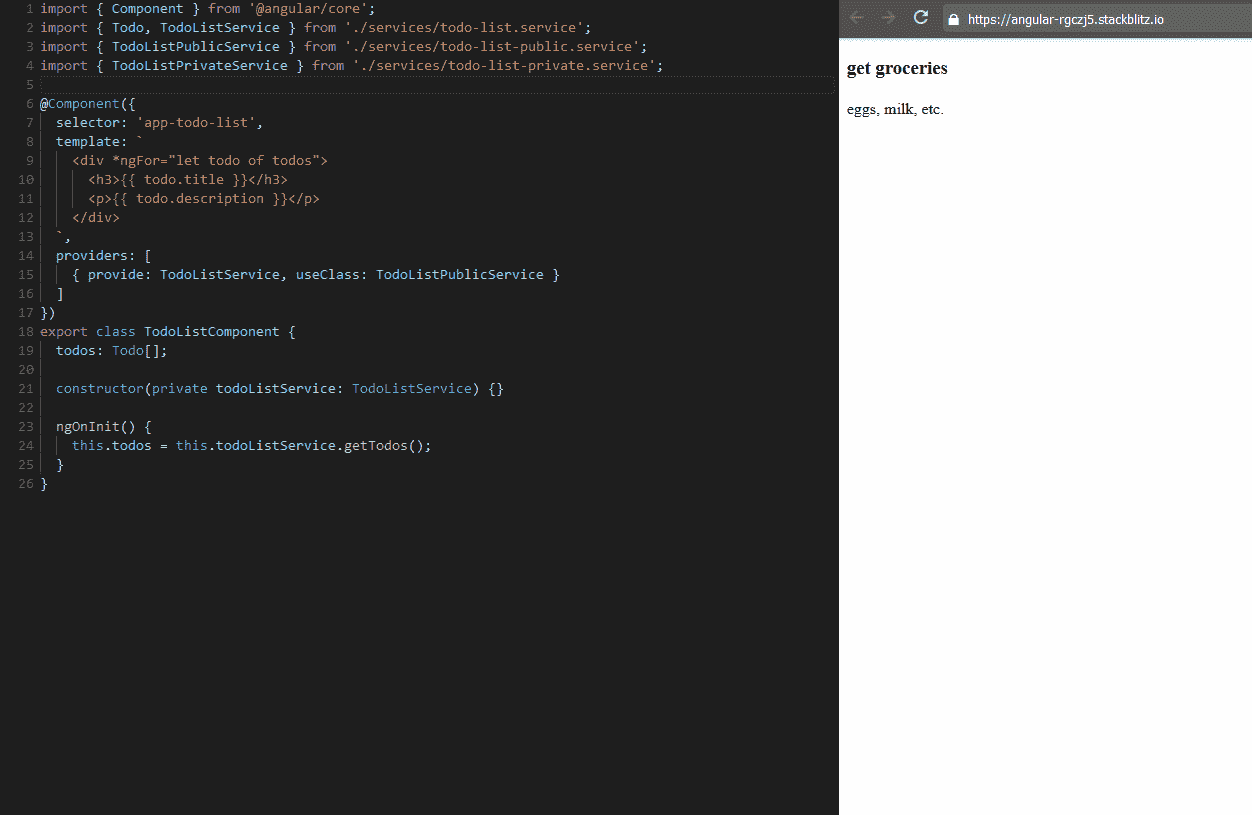 1 import { Component } from '@angular/core';
2 import { Todo, TodoListService } from './services/todo-list.service';
3 import { TodoListPublicService } from './services/todo-list-public.service';
4 import { TodoListPrivateService } from './services/todo-list-private.service';
5
6 @Component({
7   selector: 'app-todo-list',
8   template: `
9     <div *ngFor="let todo of todos">
10       <h3>{{ todo.title }}</h3>
11       <p>{{ todo.description }}</p>
12     </div>
13   `,
14   providers: [
15     { provide: TodoListService, useClass: TodoListPublicService }
16   ]
17 })
18 export class TodoListComponent {
19   todos: Todo[];
20
21   constructor(private todoListService: TodoListService) {}
22
23   ngOnInit() {
24     this.todos = this.todoListService.getTodos();
25   }
26 }
https://angular-rgczj5.stackblitz.io
get groceries
eggs, milk, etc.